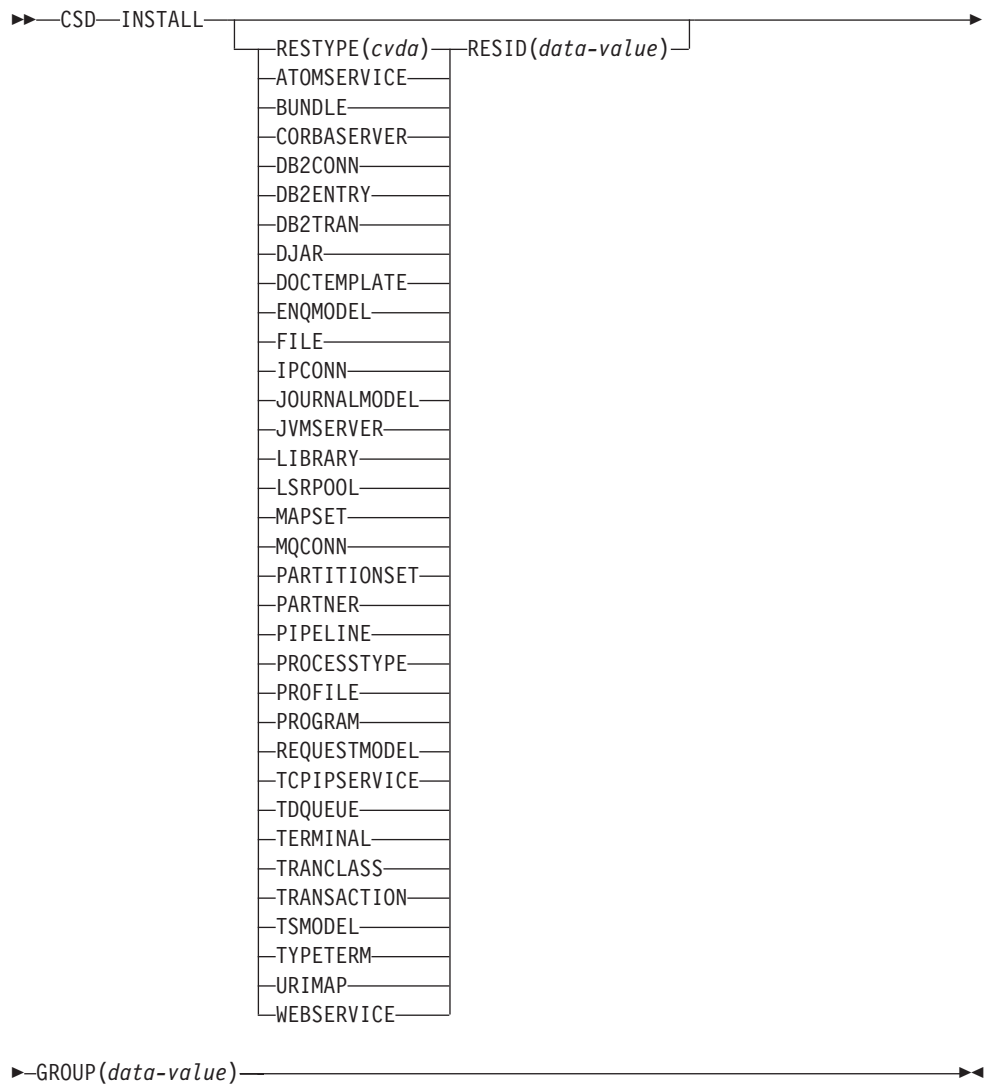 CSD INSTALL
RESTYPE(cvda) RESID(data-value)
ATOMSERVICE
BUNDLE
CORBASERVER
DB2CONN
DB2ENTRY
DB2TRAN
DJAR
DOCTEMPLATE
ENQMODEL
FILE
IPCONN
JOURNALMODEL
JVMSERVER
LIBRARY
LSRPOOL
MAPSET
MQCONN
PARTITIONSET
PARTNER
PIPELINE
PROCESSTYPE
PROFILE
PROGRAM
REQUESTMODEL
TCPIPSERVICE
TDQUEUE
TERMINAL
TRANCLASS
TRANSACTION
TSMODEL
TYPETERM
URIMAP
WEBSERVICE
GROUP(data-value)